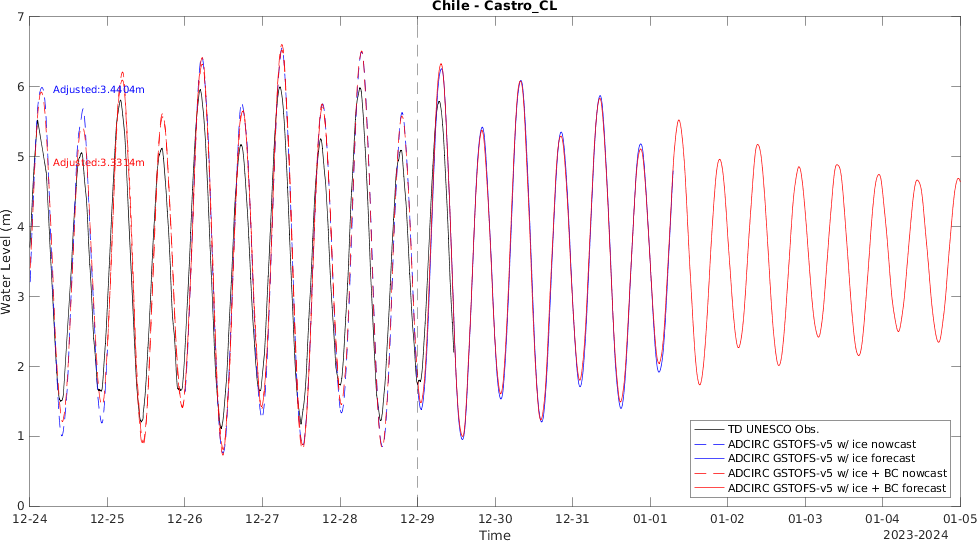 Chile - Castro_CL
7
6
5
4
3
2
1
0
Water Level (m)
Adjusted:3.4404m
Adjusted:3.3314m
TD UNESCO Obs.
ADCIRC GSTOFS-v5 w/ ice nowcast
ADCIRC GSTOFS-v5 w/ ice forecast
ADCIRC GSTOFS-v5 w/ ice + BC nowcast
ADCIRC GSTOFS-v5 w/ ice + BC forecast
12-24 12-25 12-26 12-27 12-28 12-29 12-30 12-31 01-01 01-02 01-03 01-04 01-05
Time
2023-2024